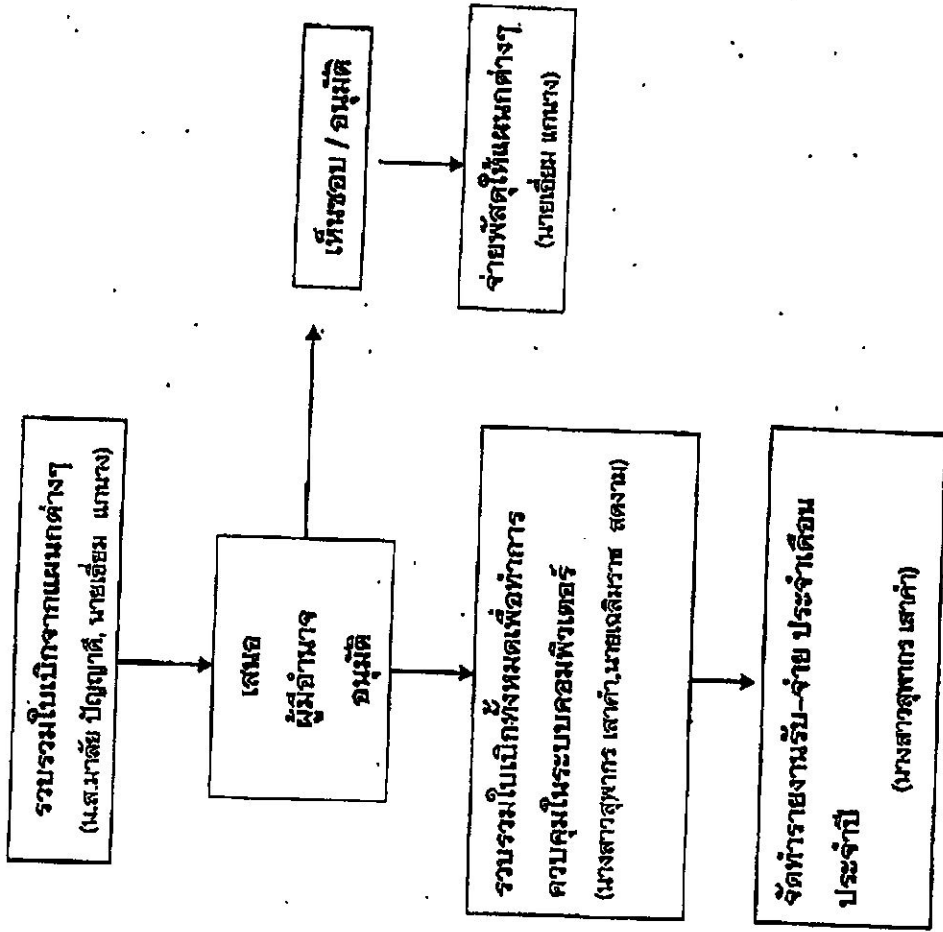 รวบรวมใบเบิกจากแผนกต่างๆ
(น.ส.มาลัย ปัญญาดี, นายเอี่ยม แกนาง)
เสนอ
ผู้มีอำนาจ
อนุมัติ
เห็นชอบ / อนุมัติ
จ่ายพัสดุให้แผนกต่างๆ
(นายเอี่ยม แกนาง)
รวบรวมใบเบิกทั้งหมดเพื่อทำการ
ควบคุมในระบบคอมพิวเตอร์
(นางสาวสุพากร เสาคำ,นายเฉลิมราช สดงาม)
จัดทำรายงานรับ-จ่าย ประจำเดือน
ประจำปี
(นางสาวสุพากร เสาคำ)